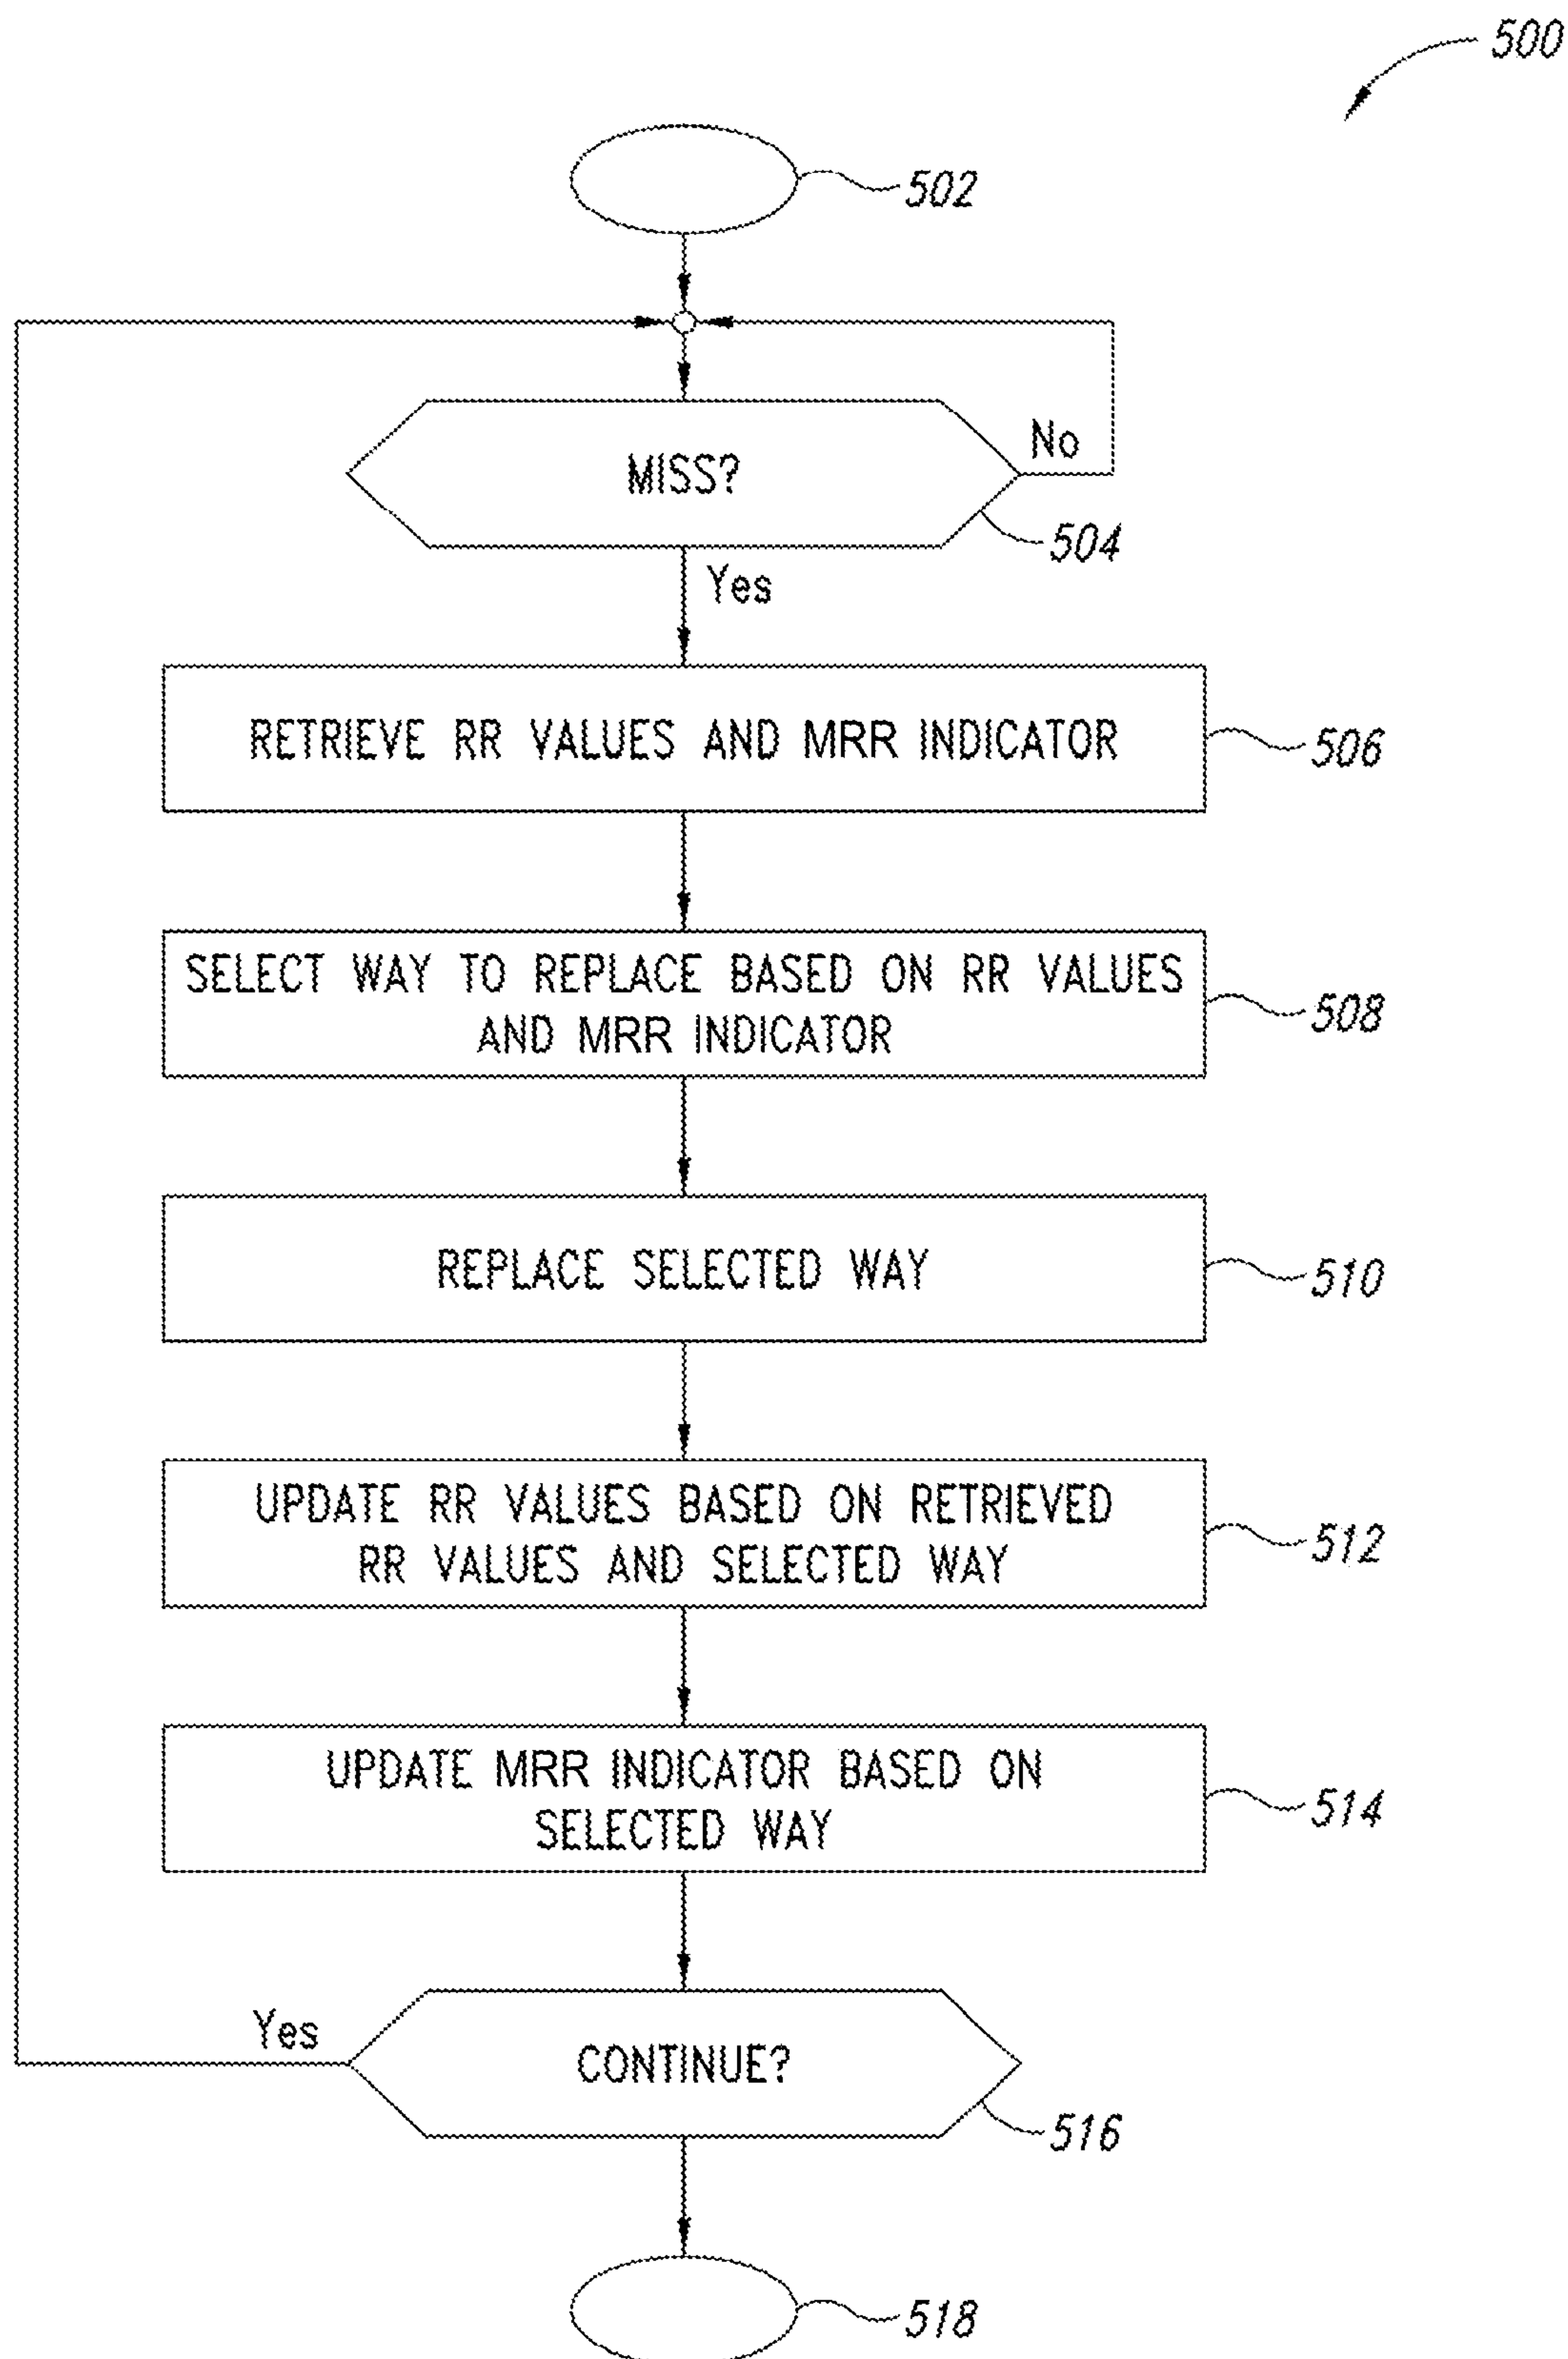 500
502
MISS?
No
504
Yes
RETRIEVE RR VALUES AND MRR INDICATOR
506
SELECT WAY TO REPLACE BASED ON RR VALUES
AND MRR INDICATOR
508
REPLACE SELECTED WAY
510
UPDATE RR VALUES BASED ON RETRIEVED
RR VALUES AND SELECTED WAY
512
UPDATE MRR INDICATOR BASED ON
SELECTED WAY
514
Yes
CONTINUE?
516
518